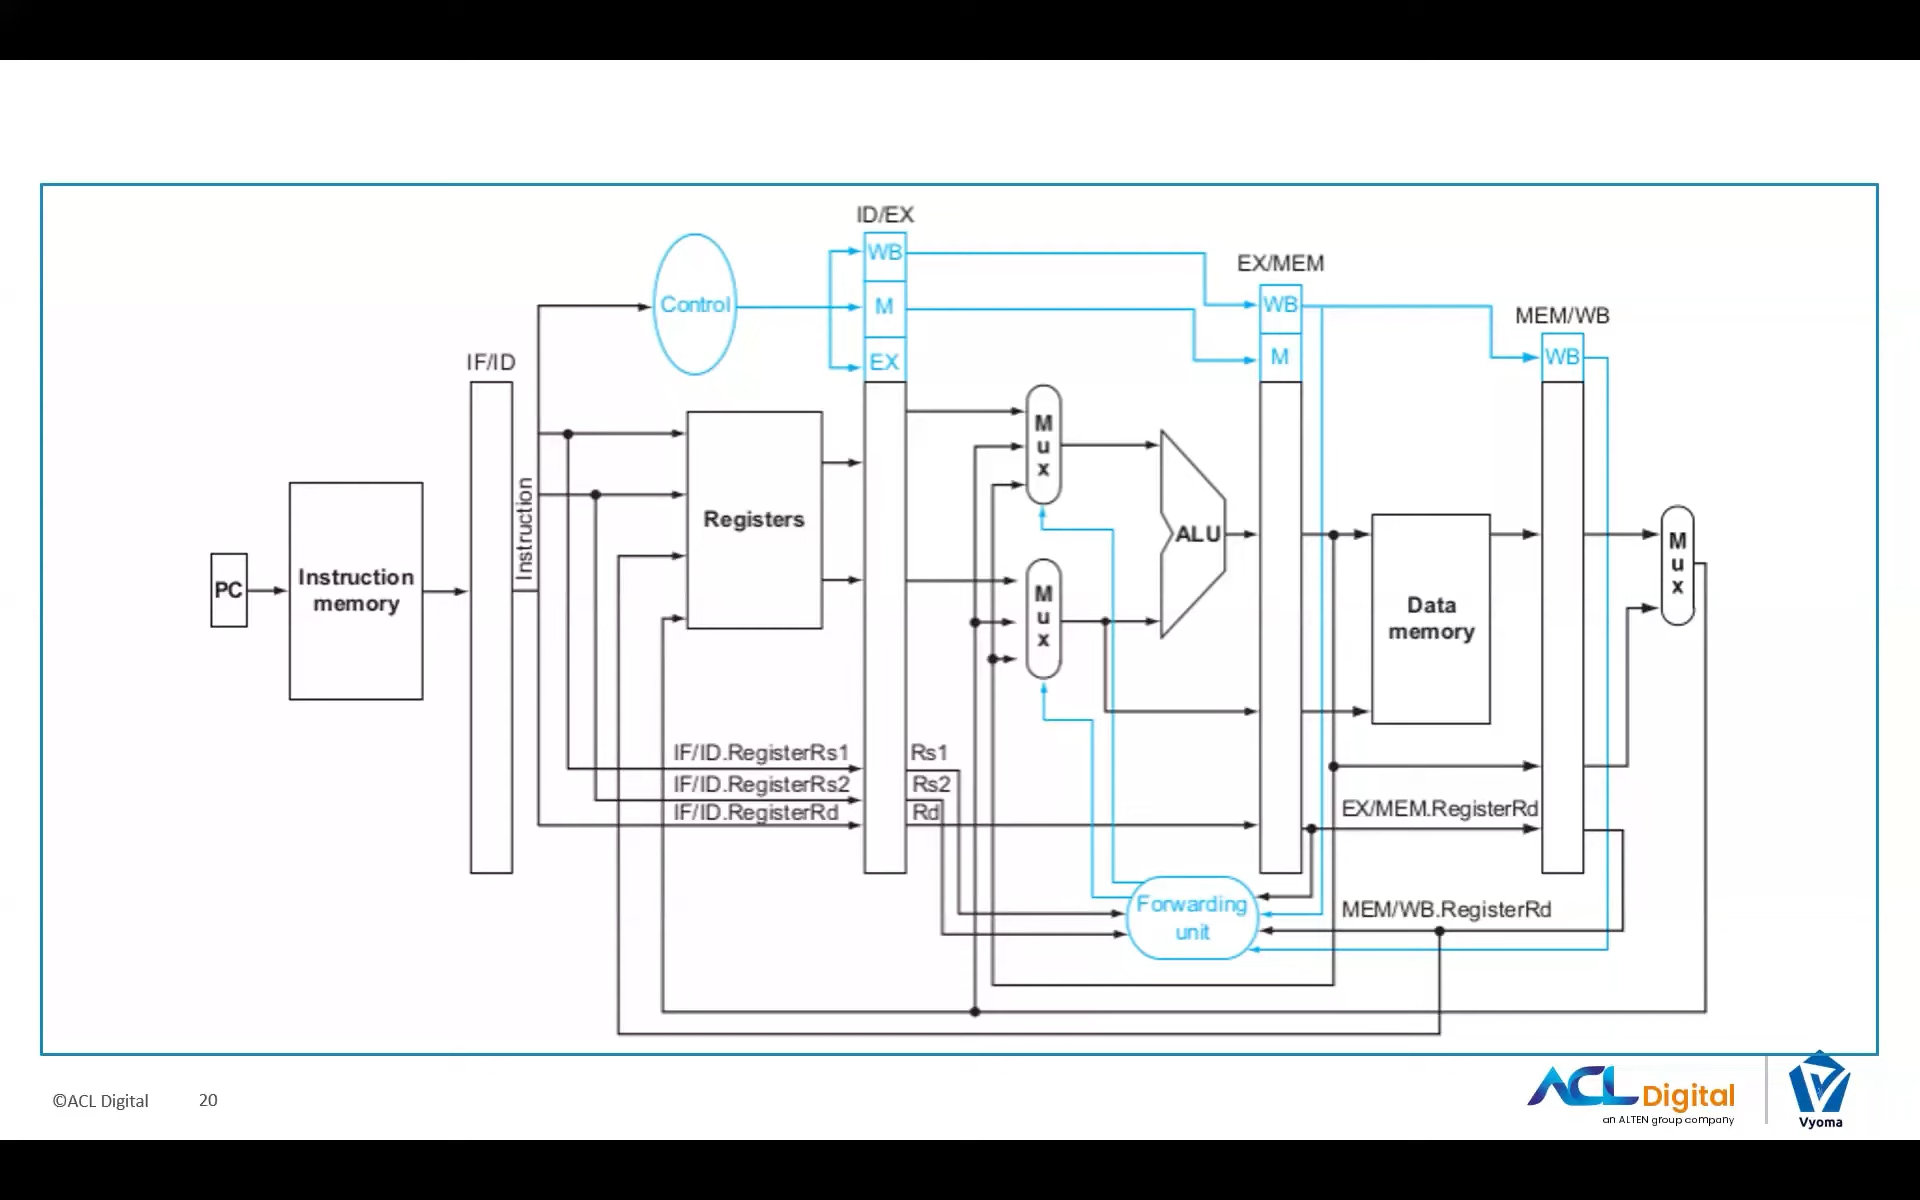 ID/EX
WB
EX/MEM
Control
M
WB
MEM/WB
IF/ID
EX
M
WB
Instruction
PC
Instruction
memory
Registers
M
u
x
M
u
x
ALU
Data
memory
M
u
x
IF/ID.RegisterRs1
Rs1
IF/ID.RegisterRs2
Rs2
IF/ID.RegisterRd
Rd
EX/MEM.RegisterRd
Forwarding
unit
MEM/WB.RegisterRd
©ACL Digital
20
ACL Digital
an ALTEN group company
Vyoma